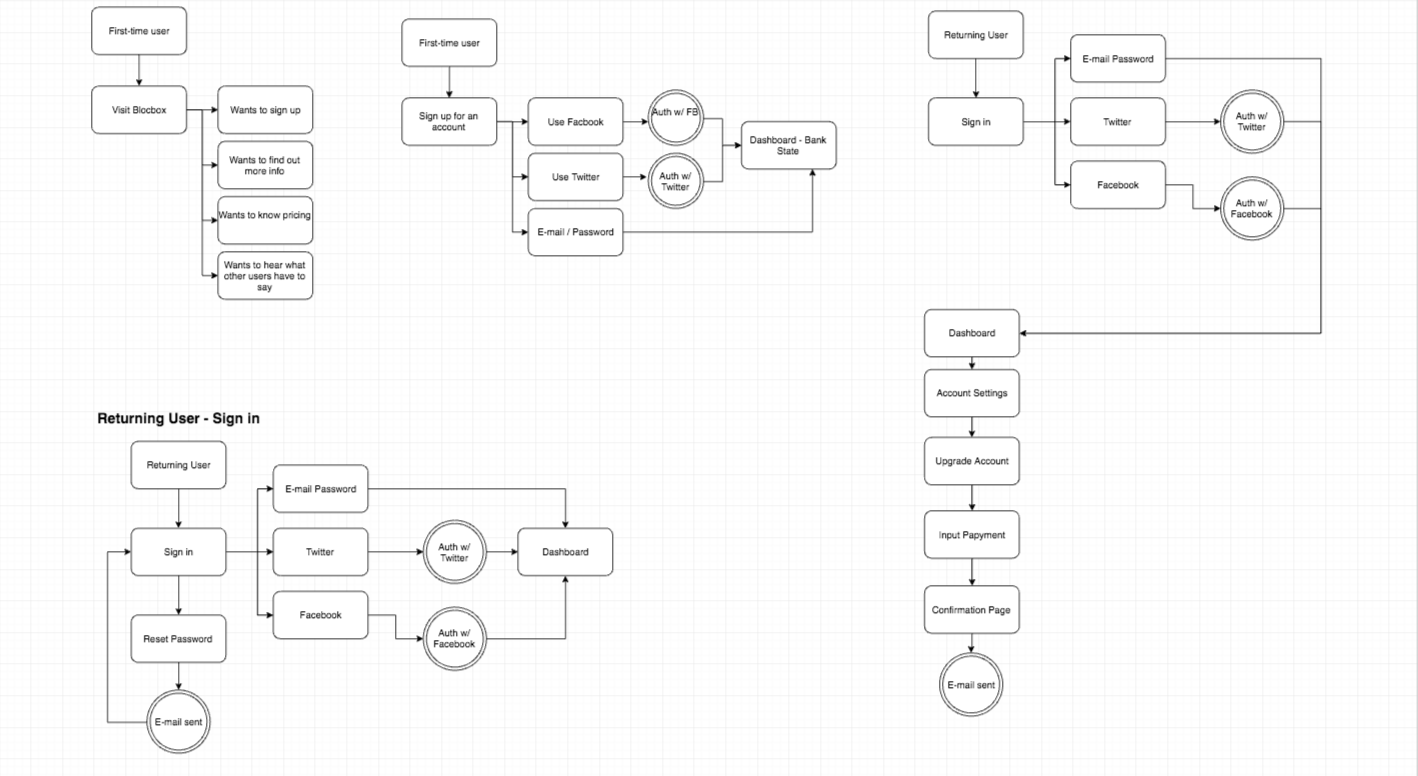 First-time user
Visit Blocbox
Wants to sign up
Wants to find out
more info
Wants to know pricing
Wants to hear what
other users have to
say
First-time user
Sign up for an
account
Use Facbook
Auth w/ FB
Use Twitter
Auth w/
Twitter
E-mail / Password
Dashboard - Bank
State
Returning User
Sign in
E-mail Password
Twitter
Auth w/
Twitter
Facebook
Auth w/
Facebook
Dashboard
Account Settings
Upgrade Account
Input Papyment
Confirmation Page
E-mail sent
Returning User - Sign in
Returning User
Sign in
E-mail Password
Twitter
Auth w/
Twitter
Dashboard
Facebook
Auth w/
Facebook
Reset Password
E-mail sent